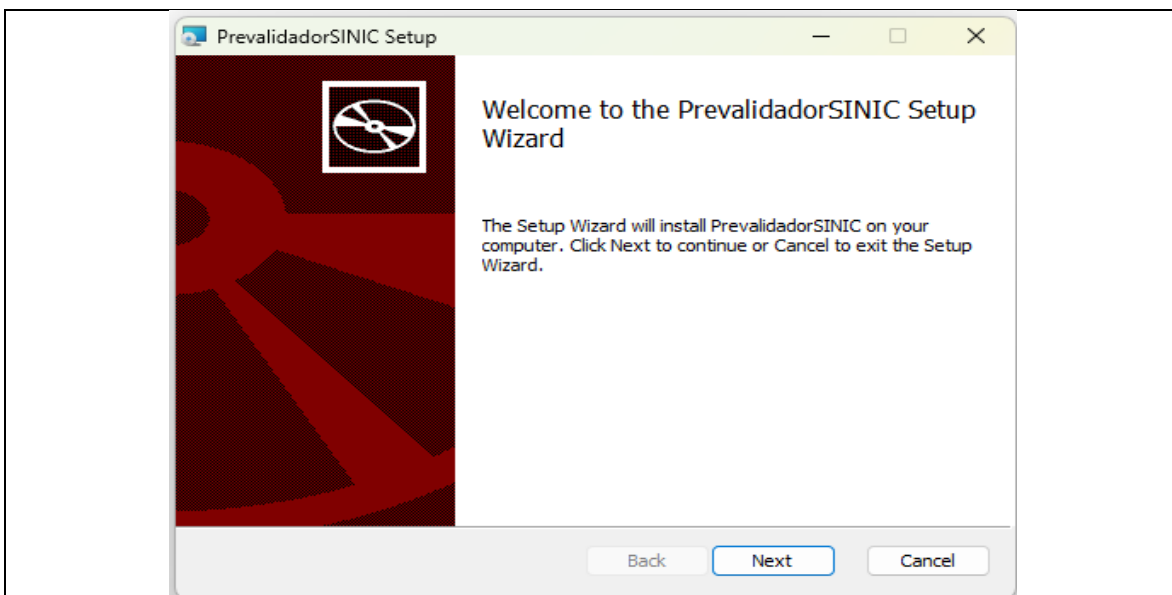 PrevalidadorSINIC Setup
Welcome to the PrevalidadorSINIC Setup
Wizard
The Setup Wizard will install PrevalidadorSINIC on your
computer. Click Next to continue or Cancel to exit the Setup
Wizard.
Back Next Cancel